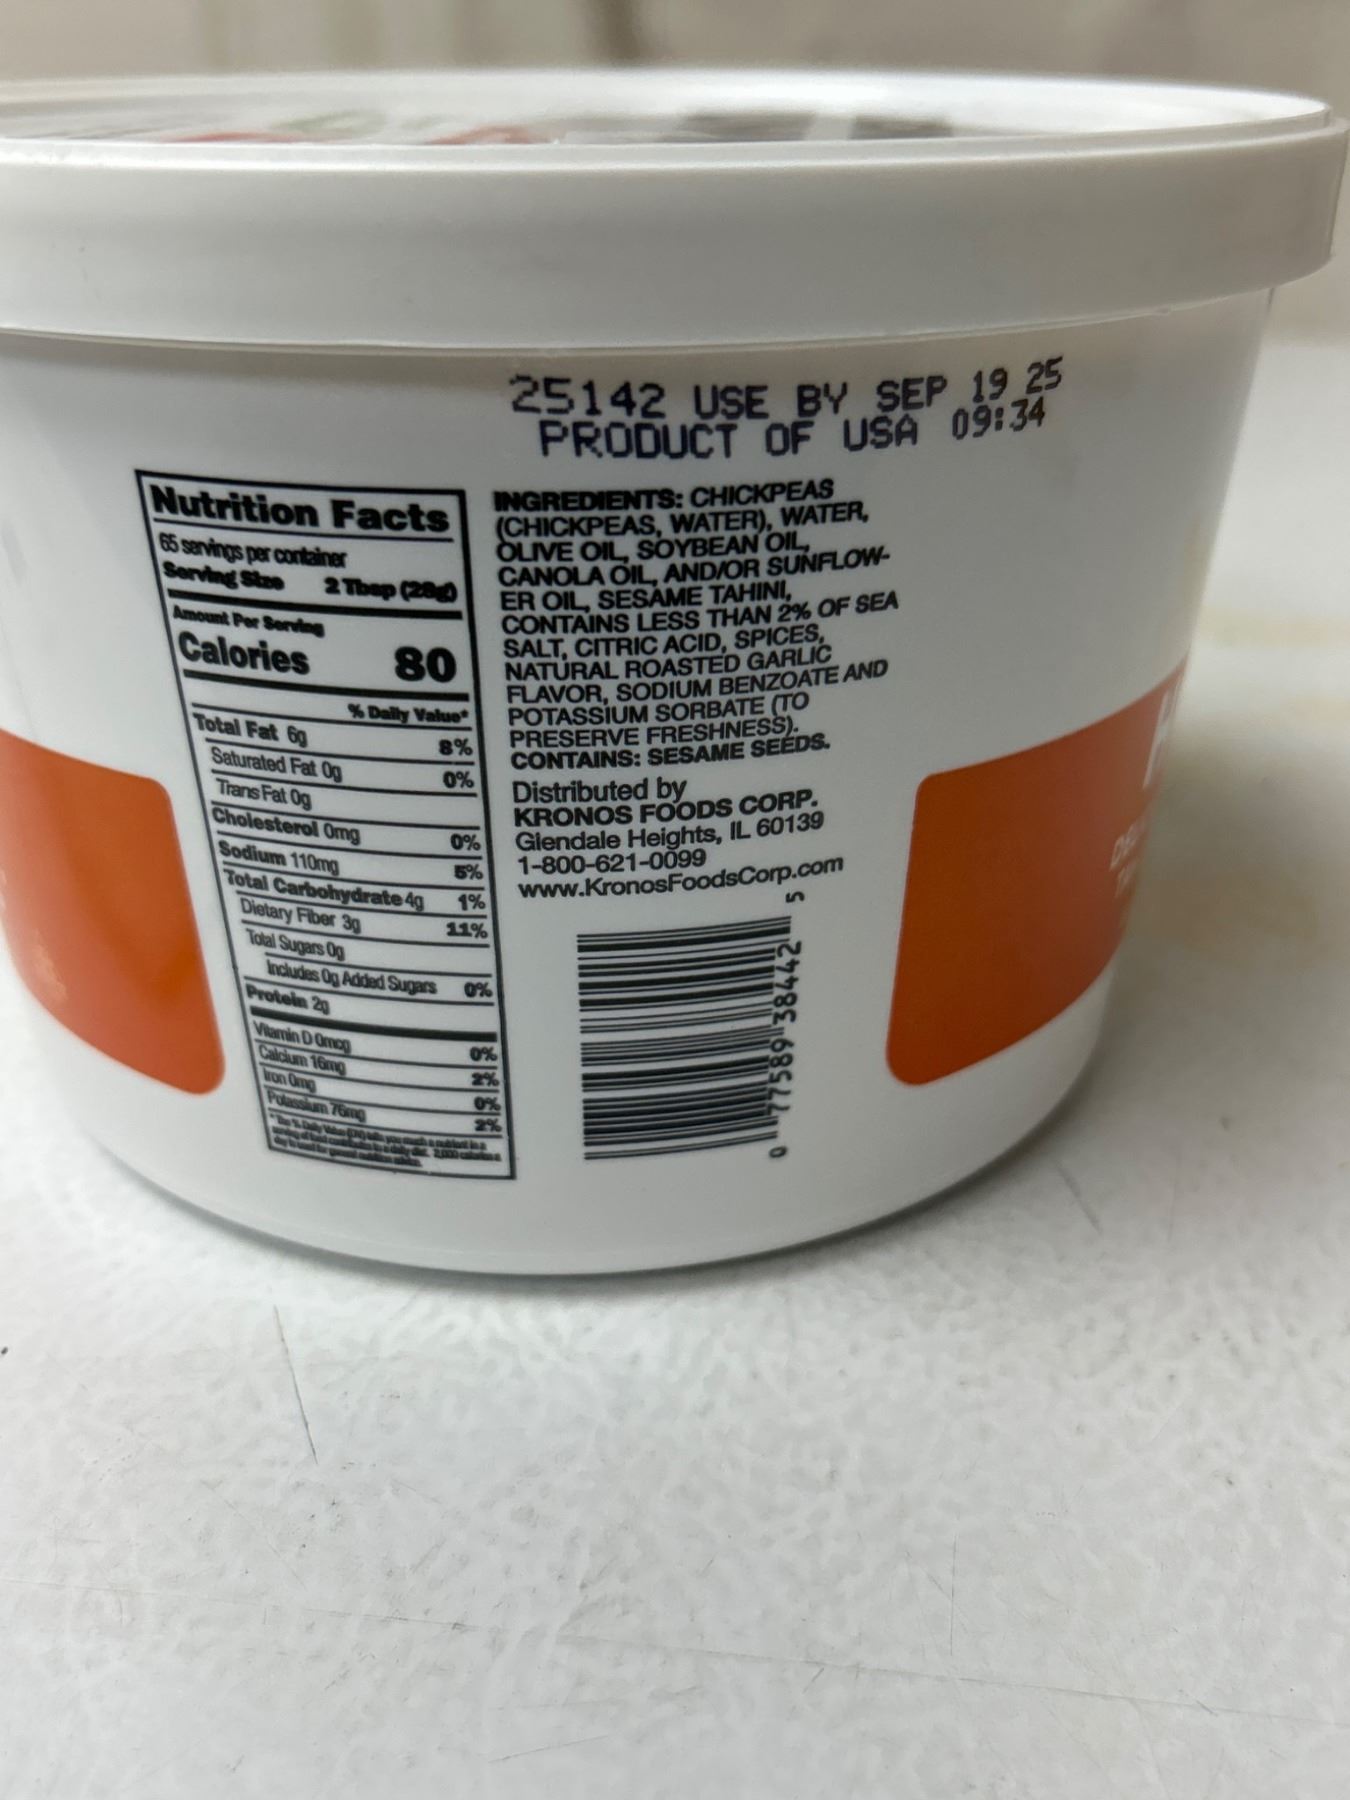 25142 USE BY SEP 19 25
PRODUCT OF USA 09:34
Nutrition Facts
65 servings per container
Serving Size 2 Tbsp (28g)
Amount Per Serving
Calories 80
% Daily Value*
Total Fat 6g 8%
Saturated Fat 0g 0%
Trans Fat 0g
Cholesterol 0mg 0%
Sodium 110mg 5%
Total Carbohydrate 4g 1%
Dietary Fiber 3g 11%
Total Sugars 0g
Includes 0g Added Sugars 0%
Protein 2g
Vitamin D 0mcg 0%
Calcium 16mg 2%
Iron 0mg 0%
Potassium 76mg 2%
INGREDIENTS: CHICKPEAS
(CHICKPEAS, WATER), WATER,
OLIVE OIL, SOYBEAN OIL,
CANOLA OIL, AND/OR SUNFLOW-
ER OIL, SESAME TAHINI,
CONTAINS LESS THAN 2% OF SEA
SALT, CITRIC ACID, SPICES,
NATURAL ROASTED GARLIC
FLAVOR, SODIUM BENZOATE AND
POTASSIUM SORBATE (TO
PRESERVE FRESHNESS).
CONTAINS: SESAME SEEDS.
Distributed by
KRONOS FOODS CORP.
Glendale Heights, IL 60139
1-800-621-0099
www.KronosFoodsCorp.com
0 77589 38442 5